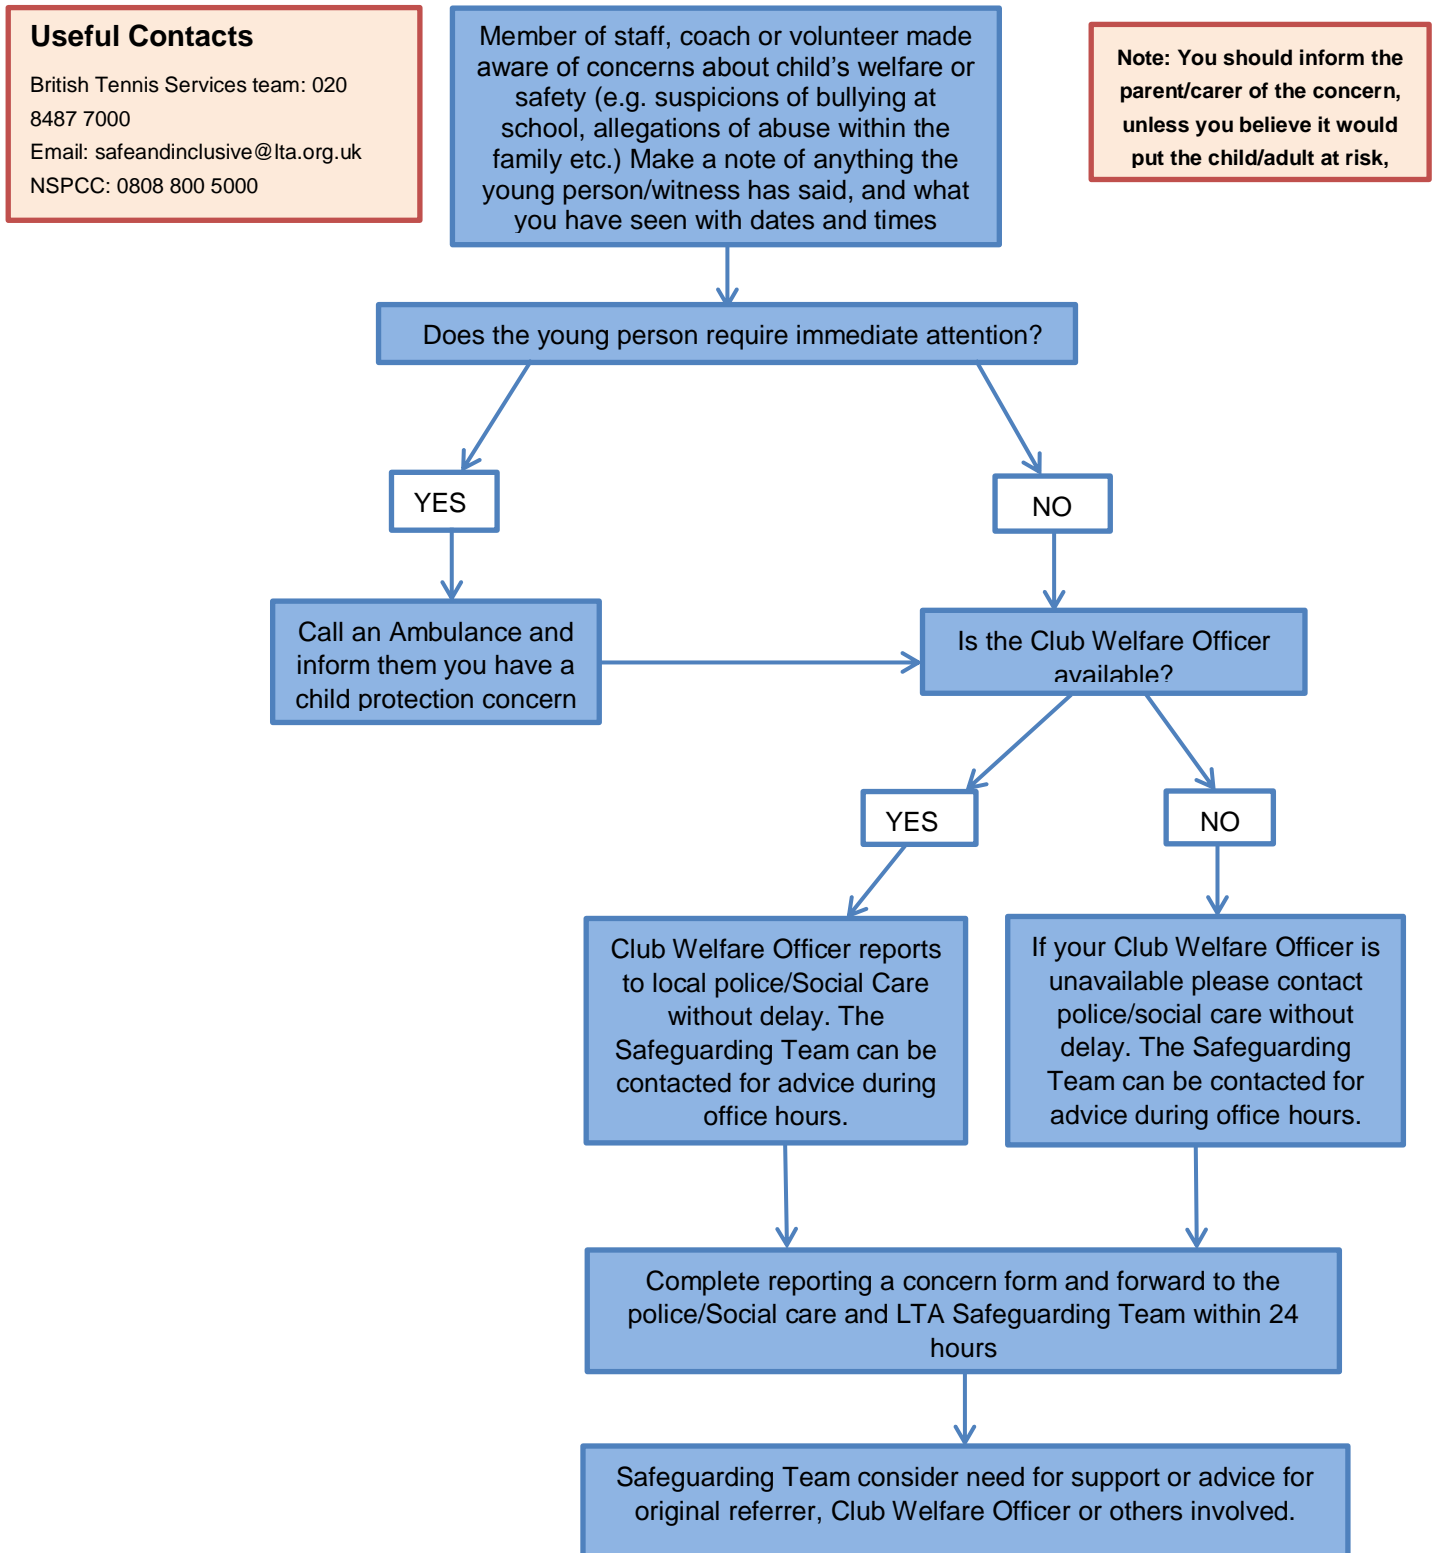 Useful Contacts
British Tennis Services team: 020
8487 7000
Email: safeandinclusive@lta.org.uk
NSPCC: 0808 800 5000
Member of staff, coach or volunteer made
aware of concerns about child's welfare or
safety (e.g. suspicions of bullying at
school, allegations of abuse within the
family etc.) Make a note of anything the
young person/witness has said, and what
you have seen with dates and times
Note: You should inform the
parent/carer of the concern,
unless you believe it would
put the child/adult at risk,
Does the young person require immediate attention?
YES
NO
Call an Ambulance and
inform them you have a
child protection concern
Is the Club Welfare Officer
available?
YES
NO
Club Welfare Officer reports
to local police/Social Care
without delay. The
Safeguarding Team can be
contacted for advice during
office hours.
If your Club Welfare Officer is
unavailable please contact
police/social care without
delay. The Safeguarding
Team can be contacted for
advice during office hours.
Complete reporting a concern form and forward to the
police/Social care and LTA Safeguarding Team within 24
hours
Safeguarding Team consider need for support or advice for
original referrer, Club Welfare Officer or others involved.